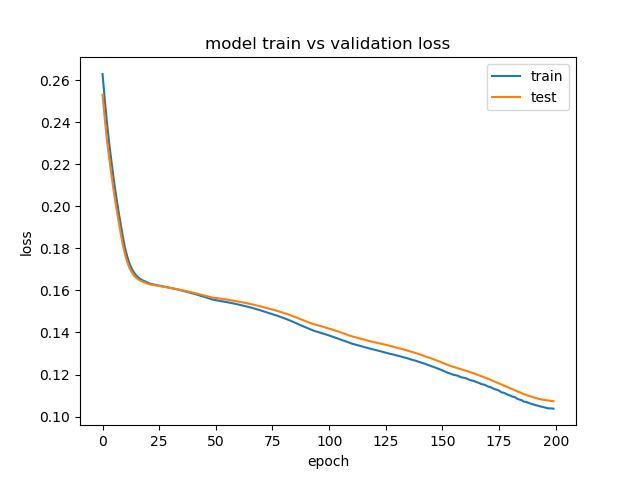 model train vs validation loss
train
test
0.26
0.24
0.22
0.20
0.18
0.16
0.14
0.12
0.10
loss
0 25 50 75 100 125 150 175 200
epoch